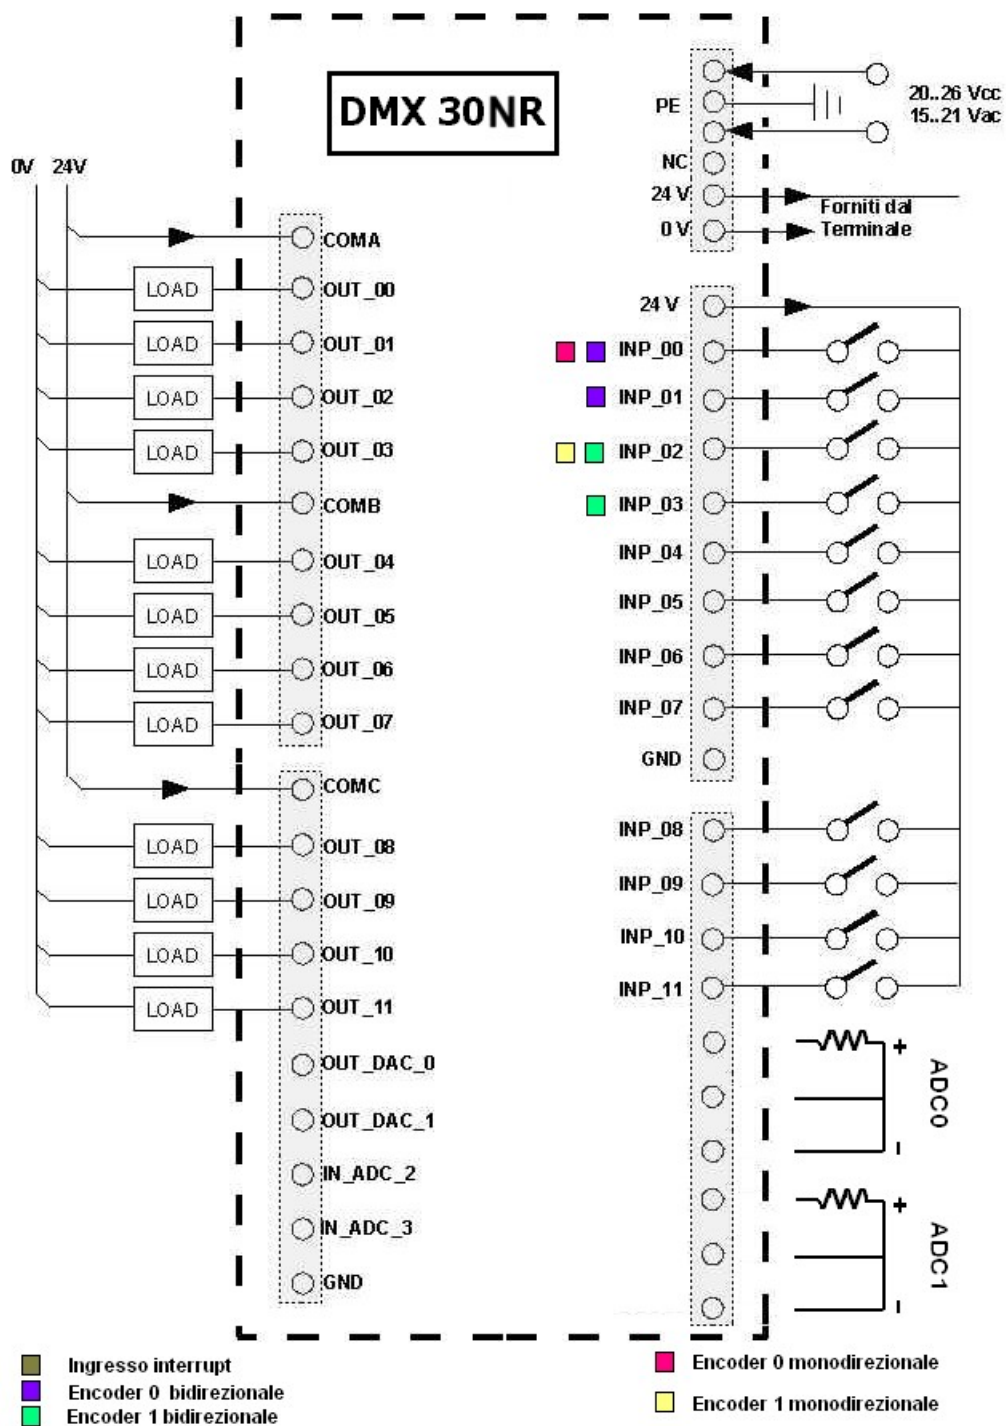 DMX 30NR
0V 24V
COMA
LOAD OUT_00
LOAD OUT_01
LOAD OUT_02
LOAD OUT_03
COMB
LOAD OUT_04
LOAD OUT_05
LOAD OUT_06
LOAD OUT_07
COMC
LOAD OUT_08
LOAD OUT_09
LOAD OUT_10
LOAD OUT_11
OUT_DAC_0
OUT_DAC_1
IN_ADC_2
IN_ADC_3
GND
PE
20..26 Vcc
15..21 Vac
NC
24 V
0 V
Forniti dal
Terminale
24 V
INP_00
INP_01
INP_02
INP_03
INP_04
INP_05
INP_06
INP_07
GND
INP_08
INP_09
INP_10
INP_11
+
ADC0
-
+
ADC1
-
Ingresso interrupt
Encoder 0 bidirezionale
Encoder 1 bidirezionale
Encoder 0 monodirezionale
Encoder 1 monodirezionale